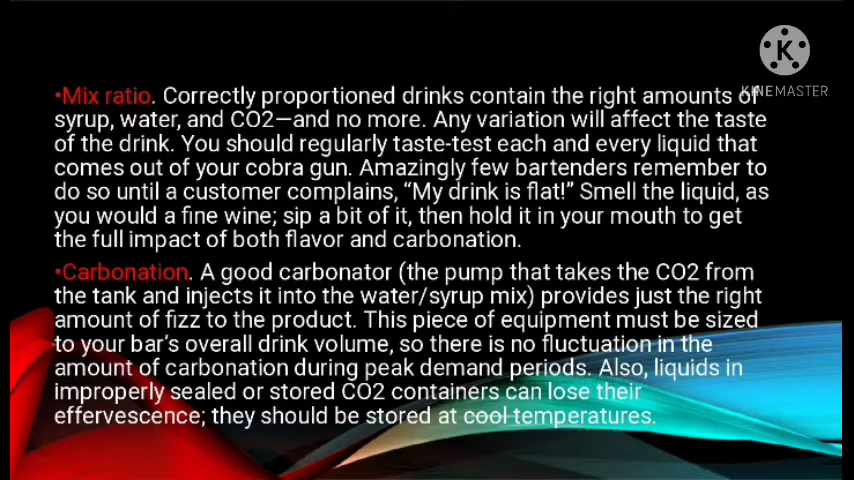 K
KINEMASTER
•Mix ratio. Correctly proportioned drinks contain the right amounts of
syrup, water, and CO2—and no more. Any variation will affect the taste
of the drink. You should regularly taste-test each and every liquid that
comes out of your cobra gun. Amazingly few bartenders remember to
do so until a customer complains, “My drink is flat!” Smell the liquid, as
you would a fine wine; sip a bit of it, then hold it in your mouth to get
the full impact of both flavor and carbonation.
•Carbonation. A good carbonator (the pump that takes the CO2 from
the tank and injects it into the water/syrup mix) provides just the right
amount of fizz to the product. This piece of equipment must be sized
to your bar’s overall drink volume, so there is no fluctuation in the
amount of carbonation during peak demand periods. Also, liquids in
improperly sealed or stored CO2 containers can lose their
effervescence; they should be stored at cool temperatures.